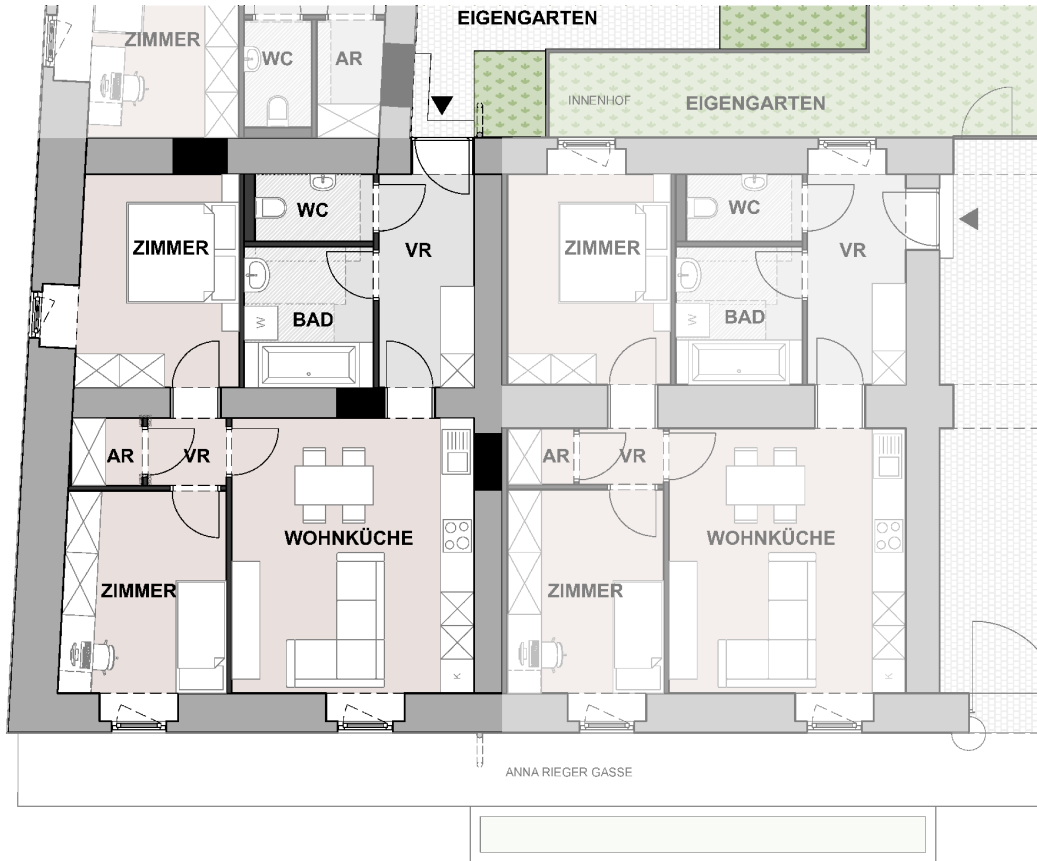 EIGENGARTEN
ZIMMER
WC
AR
INNENHOF
EIGENGARTEN
WC
WC
ZIMMER
VR
ZIMMER
VR
BAD
BAD
W
W
AR
VR
AR
VR
WOHNKÜCHE
WOHNKÜCHE
ZIMMER
ZIMMER
K
K
ANNA RIEGER GASSE